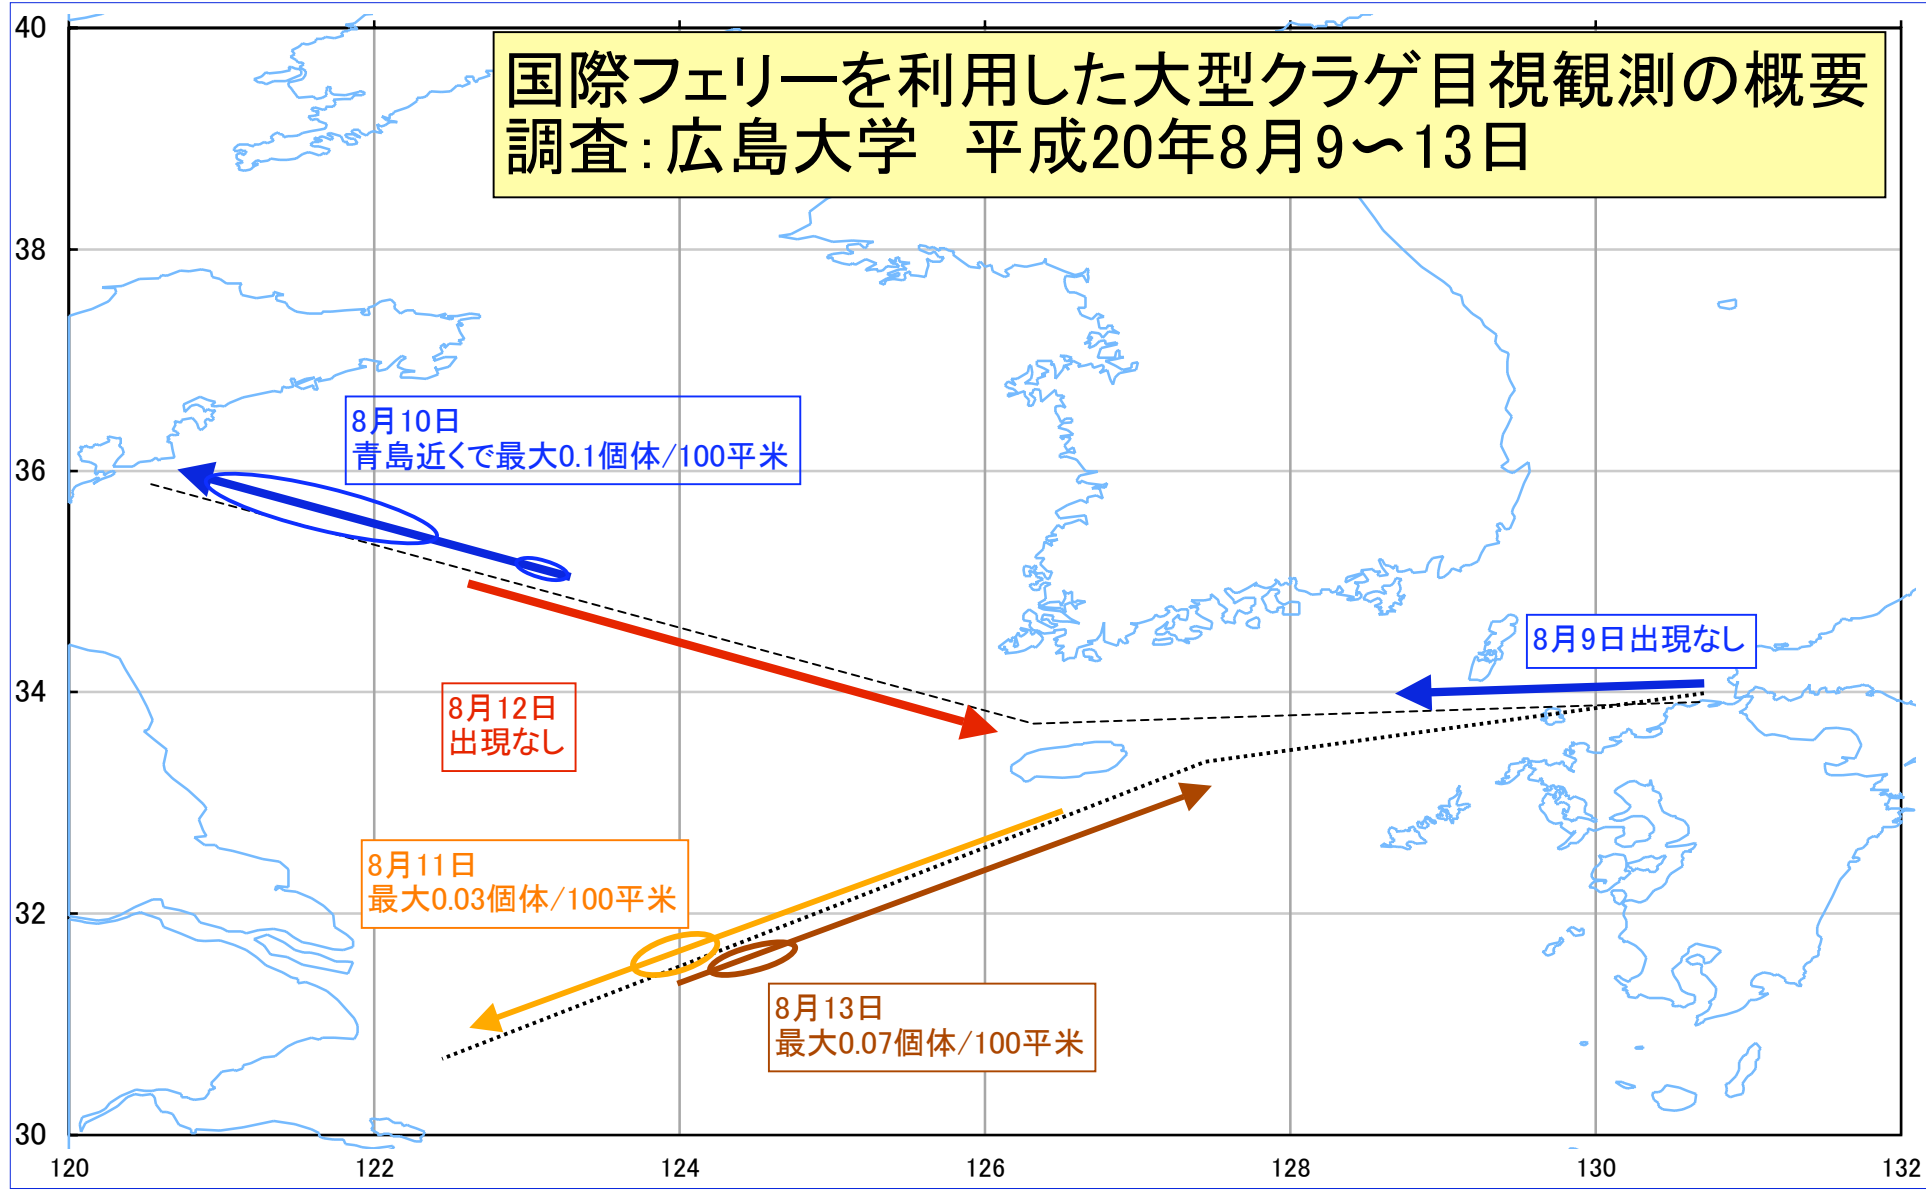 国際フェリーを利用した大型クラゲ目視観測の概要
調査:広島大学　平成20年8月9〜13日
40
38
36
34
32
30
120
122
124
126
128
130
132
8月10日
青島近くで最大0.1個体/100平米
8月9日出現なし
8月12日
出現なし
8月11日
最大0.03個体/100平米
8月13日
最大0.07個体/100平米